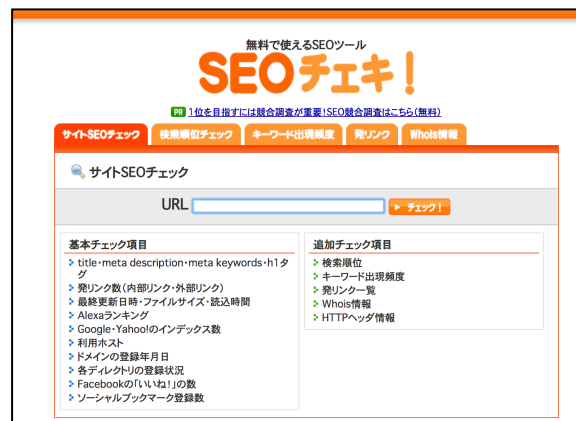 無料で使えるSEOツール
SEOチェキ!
PR 1位を目指すには競合調査が重要!SEO競合調査はこちら(無料)
サイトSEOチェック 検索順位チェック キーワード出現頻度 発リンク Whois情報
サイトSEOチェック
URL チェック!
基本チェック項目
title・meta description・meta keywords・h1タ
グ
発リンク数(内部リンク・外部リンク)
最終更新日時・ファイルサイズ・読込時間
Alexaランキング
Google・Yahoo!のインデックス数
利用ホスト
ドメインの登録年月日
各ディレクトリの登録状況
Facebookの「いいね!」の数
ソーシャルブックマーク登録数
追加チェック項目
検索順位
キーワード出現頻度
発リンク一覧
Whois情報
HTTPヘッダ情報